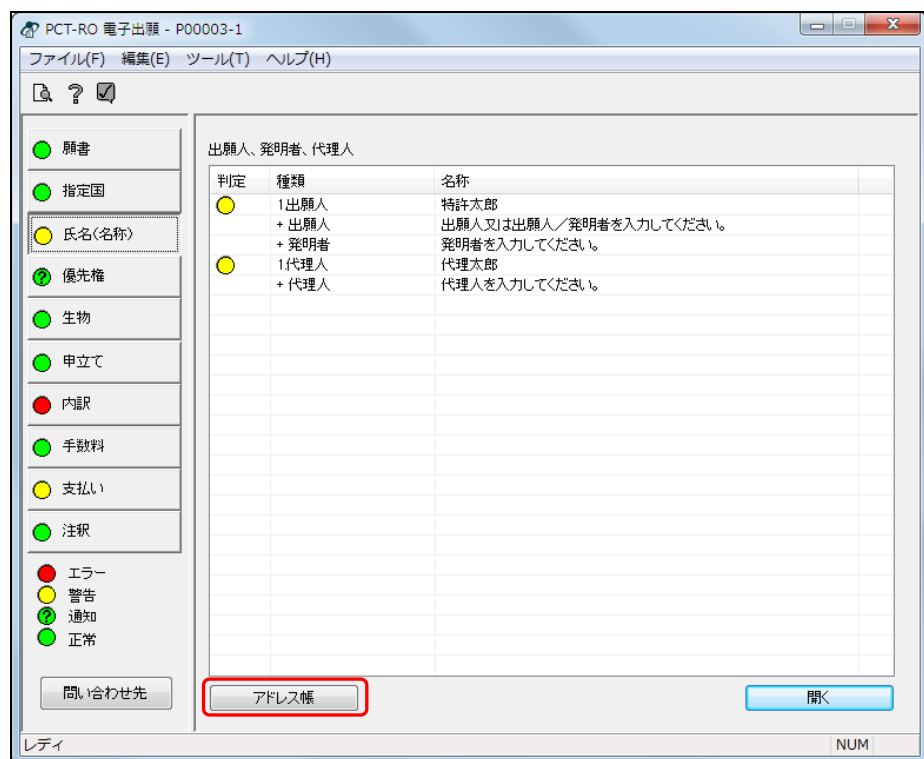 PCT-RO 電子出願 - P00003-1
ファイル(F) 編集(E) ツール(T) ヘルプ(H)
願書
指定国
氏名(名称)
優先権
生物
申立て
内訳
手数料
支払い
注釈
エラー
警告
通知
正常
問い合わせ先
出願人、発明者、代理人
判定 種類 名称
1出願人 特許太郎
+ 出願人 出願人又は出願人/発明者を入力してください。
+ 発明者 発明者を入力してください。
1代理人 代理太郎
+ 代理人 代理人を入力してください。
アドレス帳 開く
レディ NUM